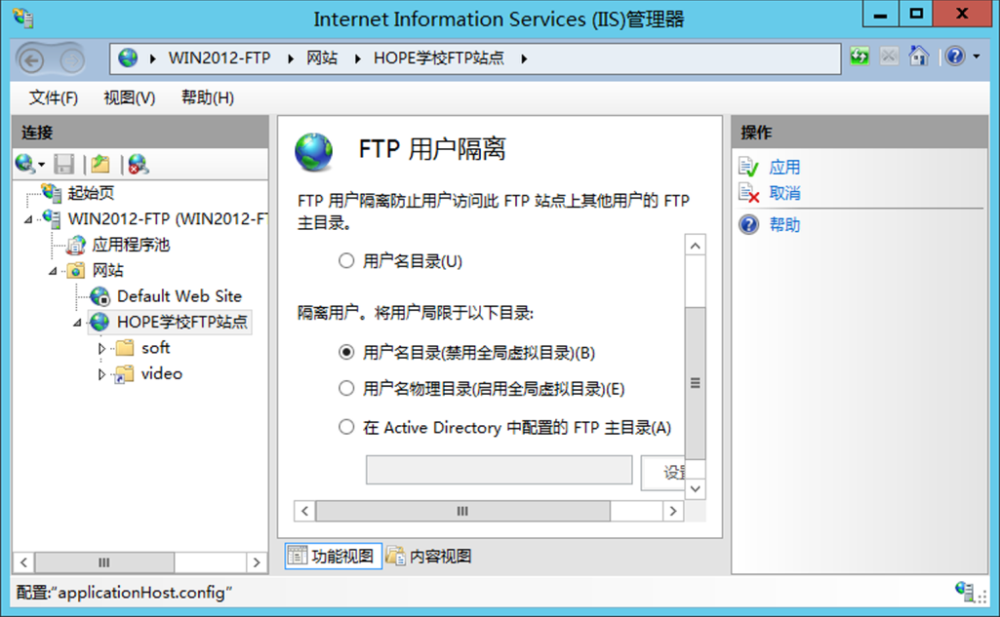 Internet Information Services (IIS)管理器
WIN2012-FTP
网站
HOPE学校FTP站点
文件(F) 视图(V) 帮助(H)
连接
起始页
WIN2012-FTP (WIN2012-F
应用程序池
网站
Default Web Site
HOPE学校FTP站点
soft
video
FTP 用户隔离
FTP 用户隔离防止用户访问此 FTP 站点上其他用户的 FTP
主目录。
用户名目录(U)
隔离用户。将用户局限于以下目录:
用户名目录(禁用全局虚拟目录)(B)
用户名物理目录(启用全局虚拟目录)(E)
在 Active Directory 中配置的 FTP 主目录(A)
设
功能视图
内容视图
操作
应用
取消
帮助
配置:“applicationHost.config”